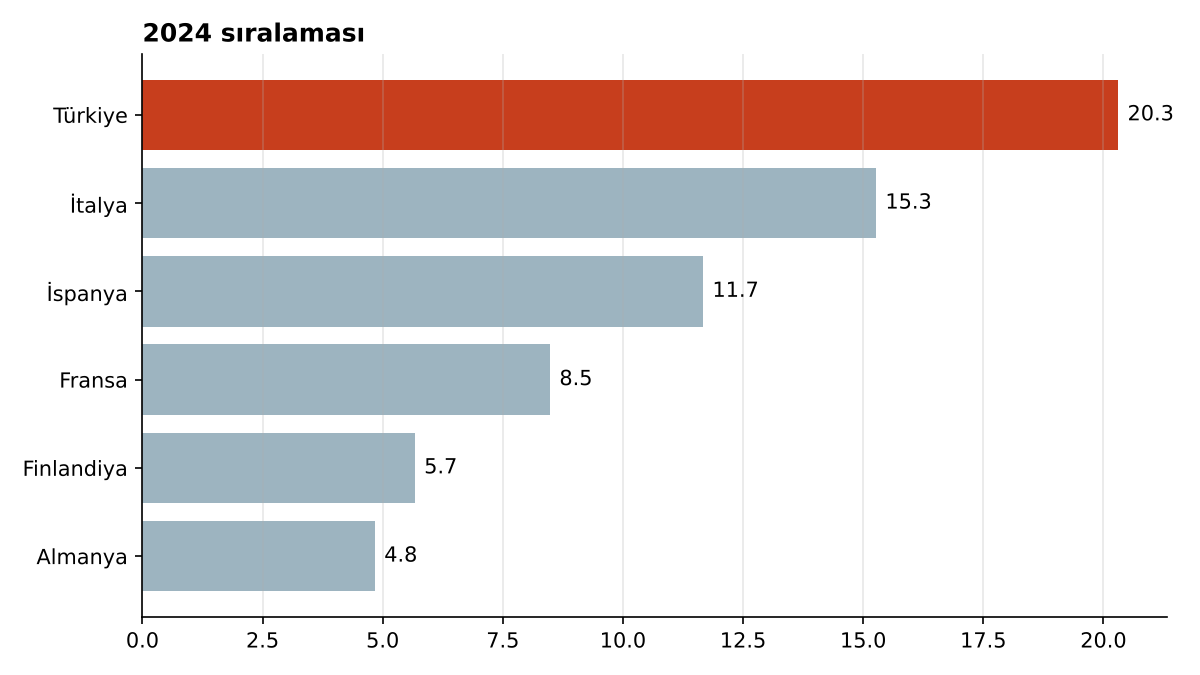 2024 sıralaması
Türkiye
20.3
İtalya
15.3
İspanya
11.7
Fransa
8.5
Finlandiya
5.7
Almanya
4.8
0.0 2.5 5.0 7.5 10.0 12.5 15.0 17.5 20.0